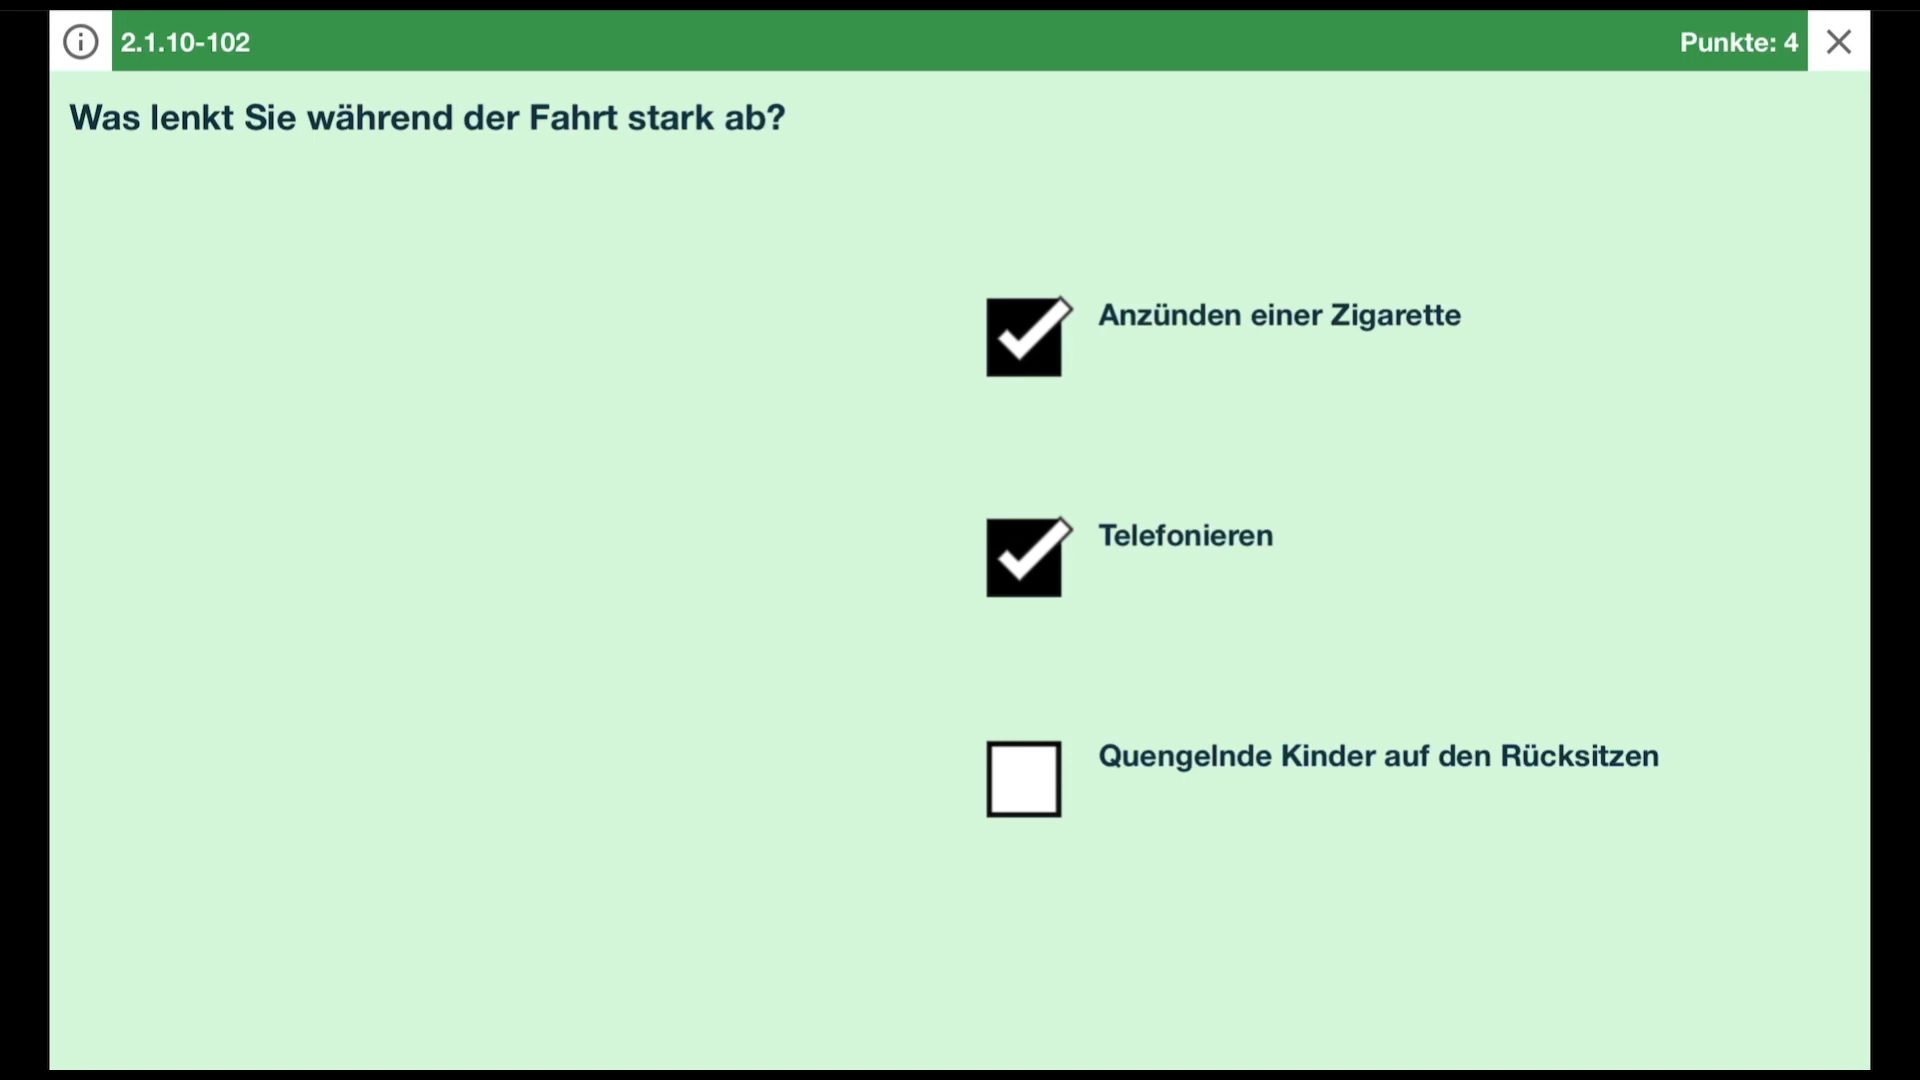 2.1.10-102
Punkte: 4
Was lenkt Sie während der Fahrt stark ab?
Anzünden einer Zigarette
Telefonieren
Quengelnde Kinder auf den Rücksitzen